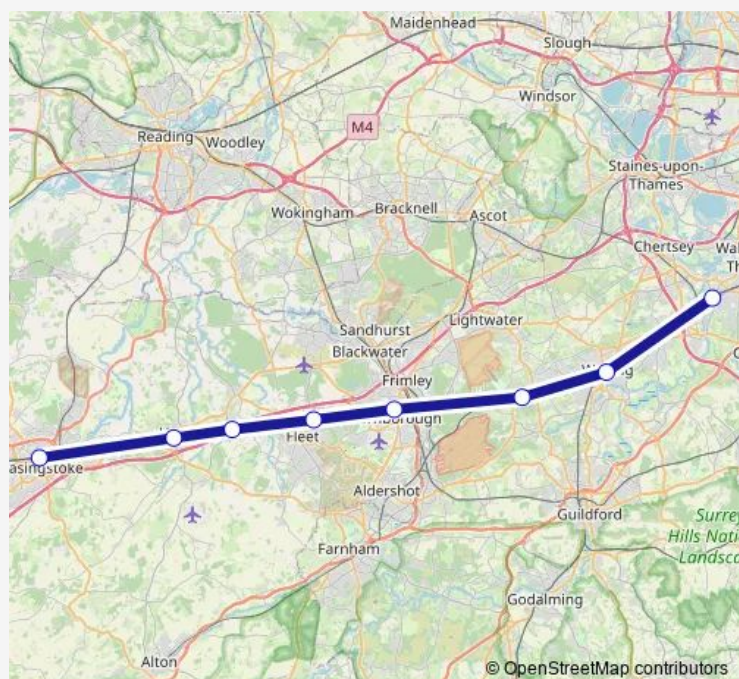 Maidenhead
Slough
Windsor
M4
Reading
Woodley
Staines-upon-
Thames
Wokingham
Bracknell
Ascot
Chertsey
Sandhurst
Lightwater
Blackwater
Frimley
Fleet
Aldershot
Guildford
Farnham
Hills
Godalming
Alton
© OpenStreetMap contributors